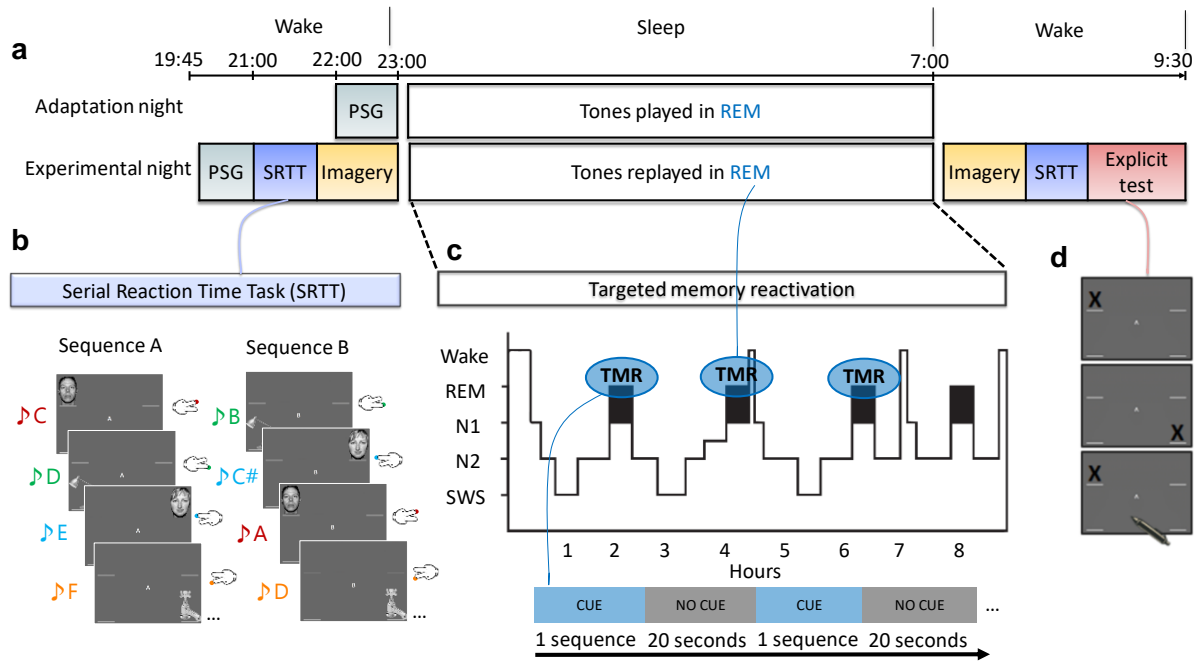 Wake Sleep Wake
a
19:45 21:00 22:00 23:00 7:00 9:30
Adaptation night PSG Tones played in REM
Experimental night PSG SRTT Imagery Tones replayed in REM Imagery SRTT Explicit test
b
Serial Reaction Time Task (SRTT)
Sequence A Sequence B
♪C ♪B
♪D ♪C#
♪E ♪A
♪F ♪D
A B
A B
A B
A B
... ...
c
Targeted memory reactivation
Wake
REM
N1
N2
SWS
TMR TMR TMR
1 2 3 4 5 6 7 8
Hours
CUE NO CUE CUE NO CUE ...
1 sequence 20 seconds 1 sequence 20 seconds
d
X
A
A
X
X
A